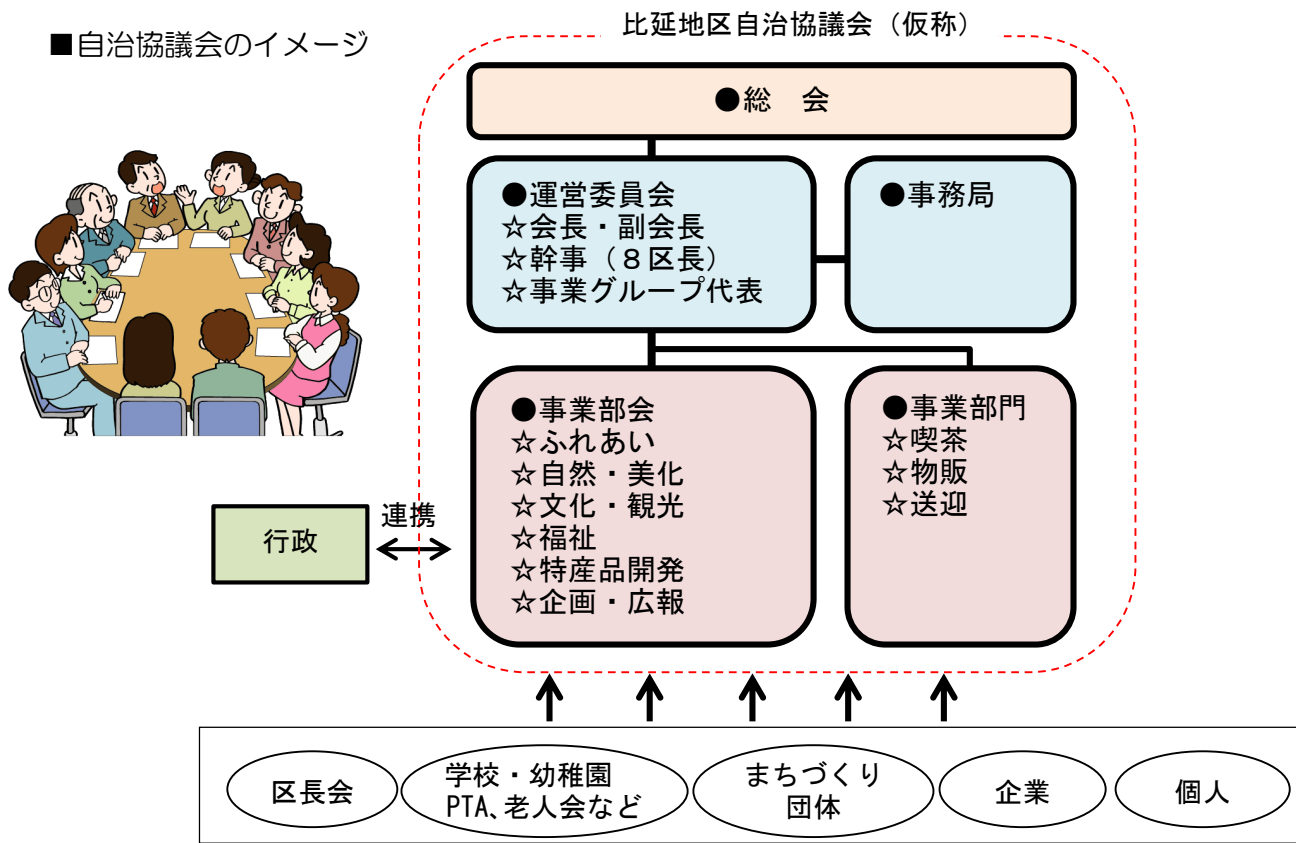 比延地区自治協議会（仮称）
■自治協議会のイメージ
●総　会
●運営委員会
☆会長・副会長
☆幹事（８区長）
☆事業グループ代表
●事務局
●事業部会
☆ふれあい
☆自然・美化
☆文化・観光
☆福祉
☆特産品開発
☆企画・広報
●事業部門
☆喫茶
☆物販
☆送迎
連携
行政
区長会
学校・幼稚園
PTA、老人会など
まちづくり
団体
企業
個人